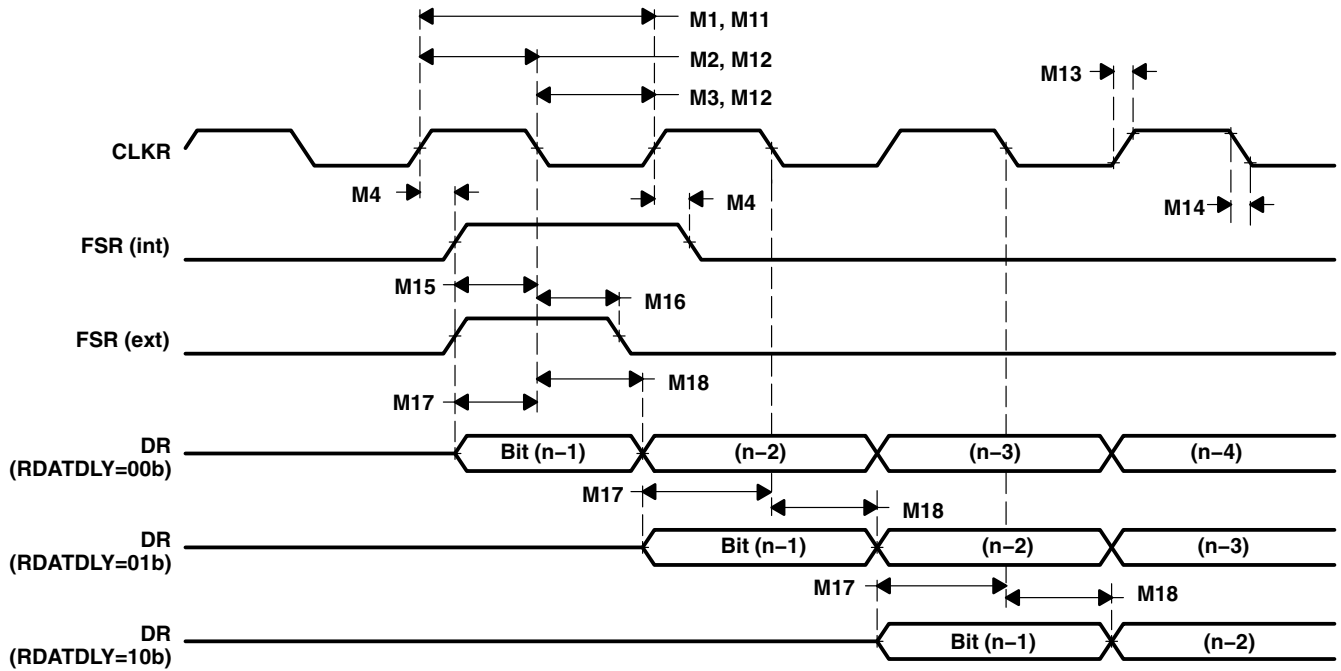 M1, M11
M2, M12
M3, M12
M13
CLKR
M4
M4
M14
FSR (int)
M15
M16
FSR (ext)
M18
M17
DR
(RDATDLY=00b)
Bit (n−1)
(n−2)
(n−3)
(n−4)
M17
M18
DR
(RDATDLY=01b)
Bit (n−1)
(n−2)
(n−3)
M17
M18
DR
(RDATDLY=10b)
Bit (n−1)
(n−2)